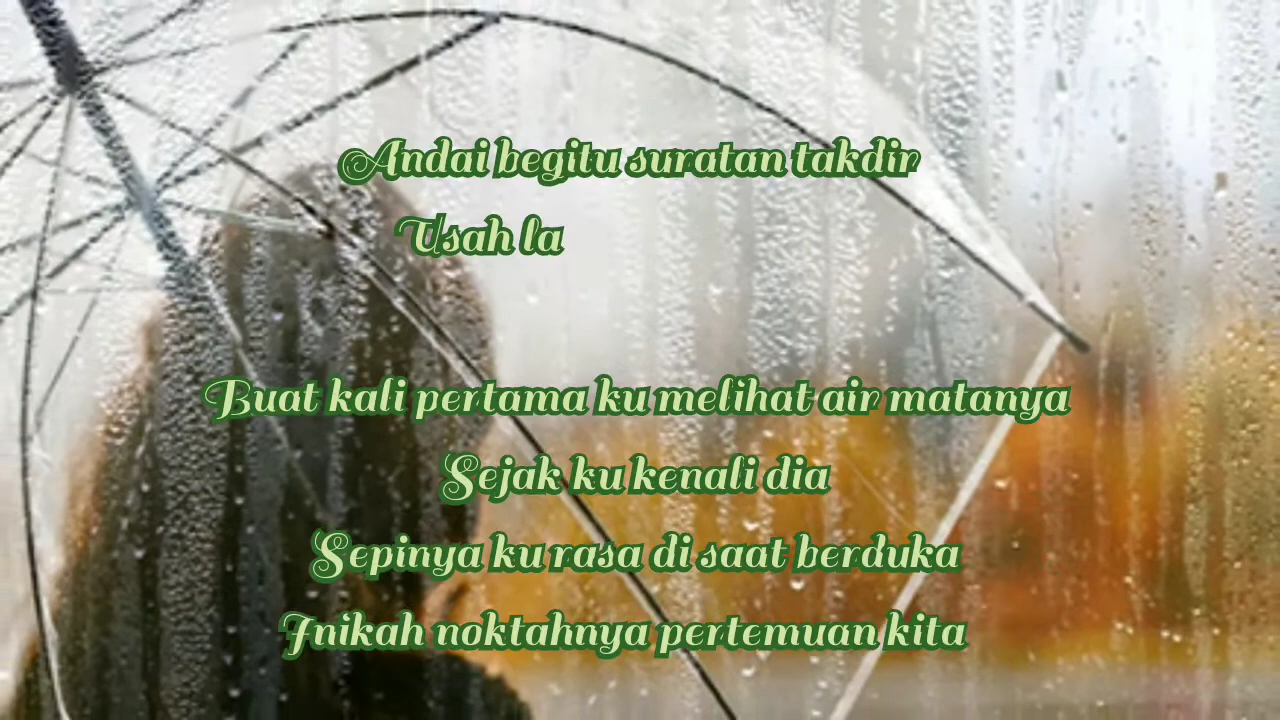 Andai begitu suratan takdir
Usah la
Buat kali pertama ku melihat air matanya
Sejak ku kenali dia
Sepinya ku rasa di saat berduka
Inikah noktahnya pertemuan kita